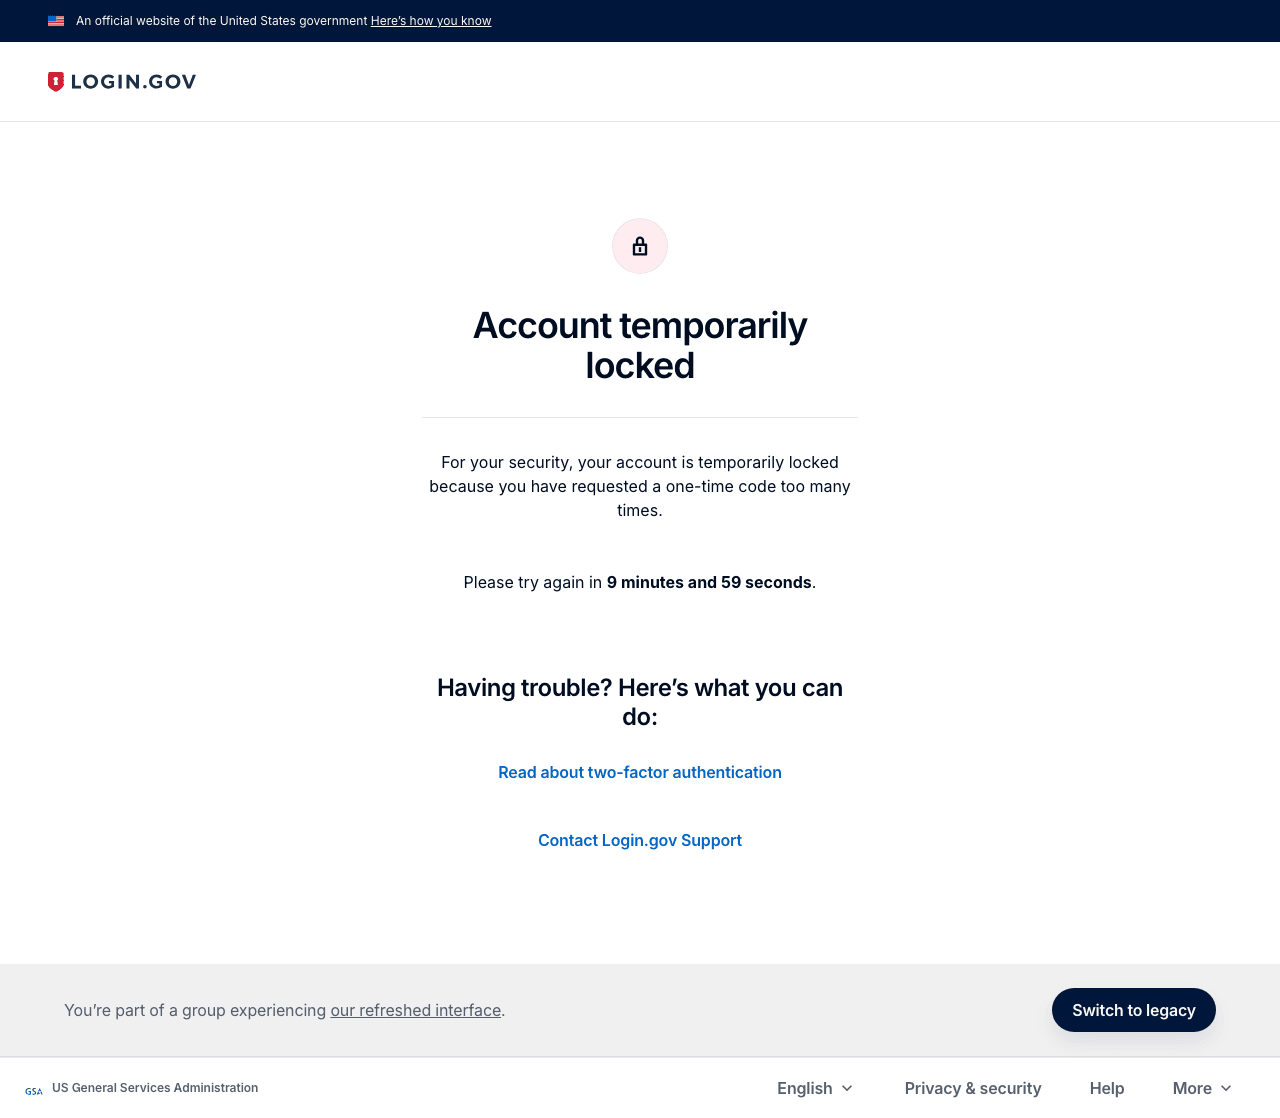 An official website of the United States government Here’s how you know
LOGIN.GOV
Account temporarily
locked
For your security, your account is temporarily locked
because you have requested a one-time code too many
times.
Please try again in 9 minutes and 59 seconds.
Having trouble? Here’s what you can
do:
Read about two-factor authentication
Contact Login.gov Support
You’re part of a group experiencing our refreshed interface.
Switch to legacy
GSA US General Services Administration
English
Privacy & security
Help
More